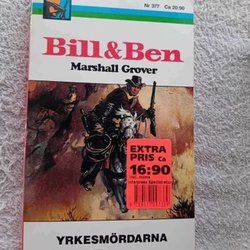 Nr 377 Ca 20:90
Bill & Ben
Marshall Grover
EXTRA
PRIS Ca
16:90
YRKESMÖRDARNA